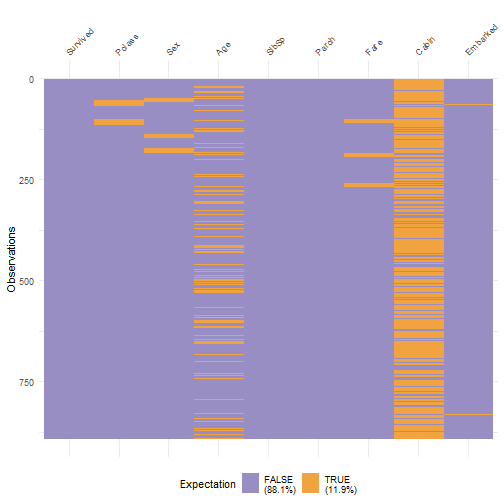 Survived Pclass Sex Age SibSp Parch Fare Cabin Embarked
0
250
500
750
Observations
Expectation FALSE (88.1%) TRUE (11.9%)